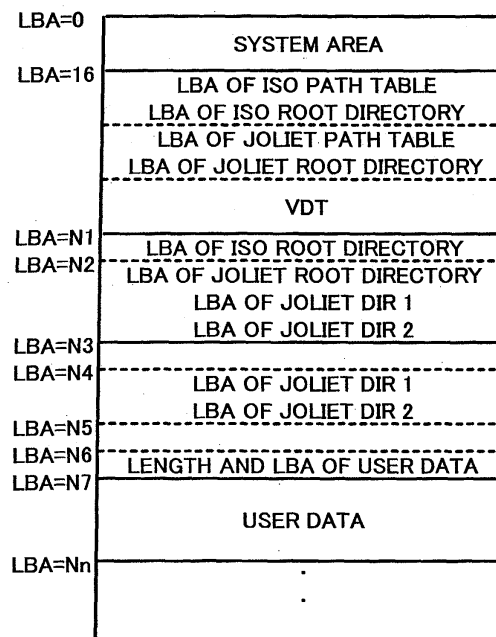 LBA=0
SYSTEM AREA
LBA=16
LBA OF ISO PATH TABLE
LBA OF ISO ROOT DIRECTORY
LBA OF JOLIET PATH TABLE
LBA OF JOLIET ROOT DIRECTORY
VDT
LBA=N1
LBA OF ISO ROOT DIRECTORY
LBA=N2
LBA OF JOLIET ROOT DIRECTORY
LBA OF JOLIET DIR 1
LBA OF JOLIET DIR 2
LBA=N3
LBA=N4
LBA OF JOLIET DIR 1
LBA OF JOLIET DIR 2
LBA=N5
LBA=N6
LENGTH AND LBA OF USER DATA
LBA=N7
USER DATA
LBA=Nn